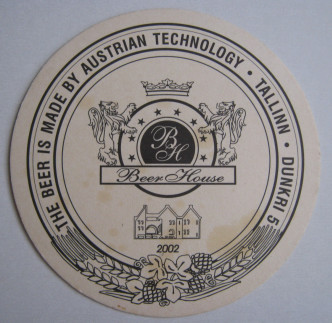 THE BEER IS MADE BY AUSTRIAN TECHNOLOGY • TALLINN • DUNKRI 5
BH
Beer House
2002